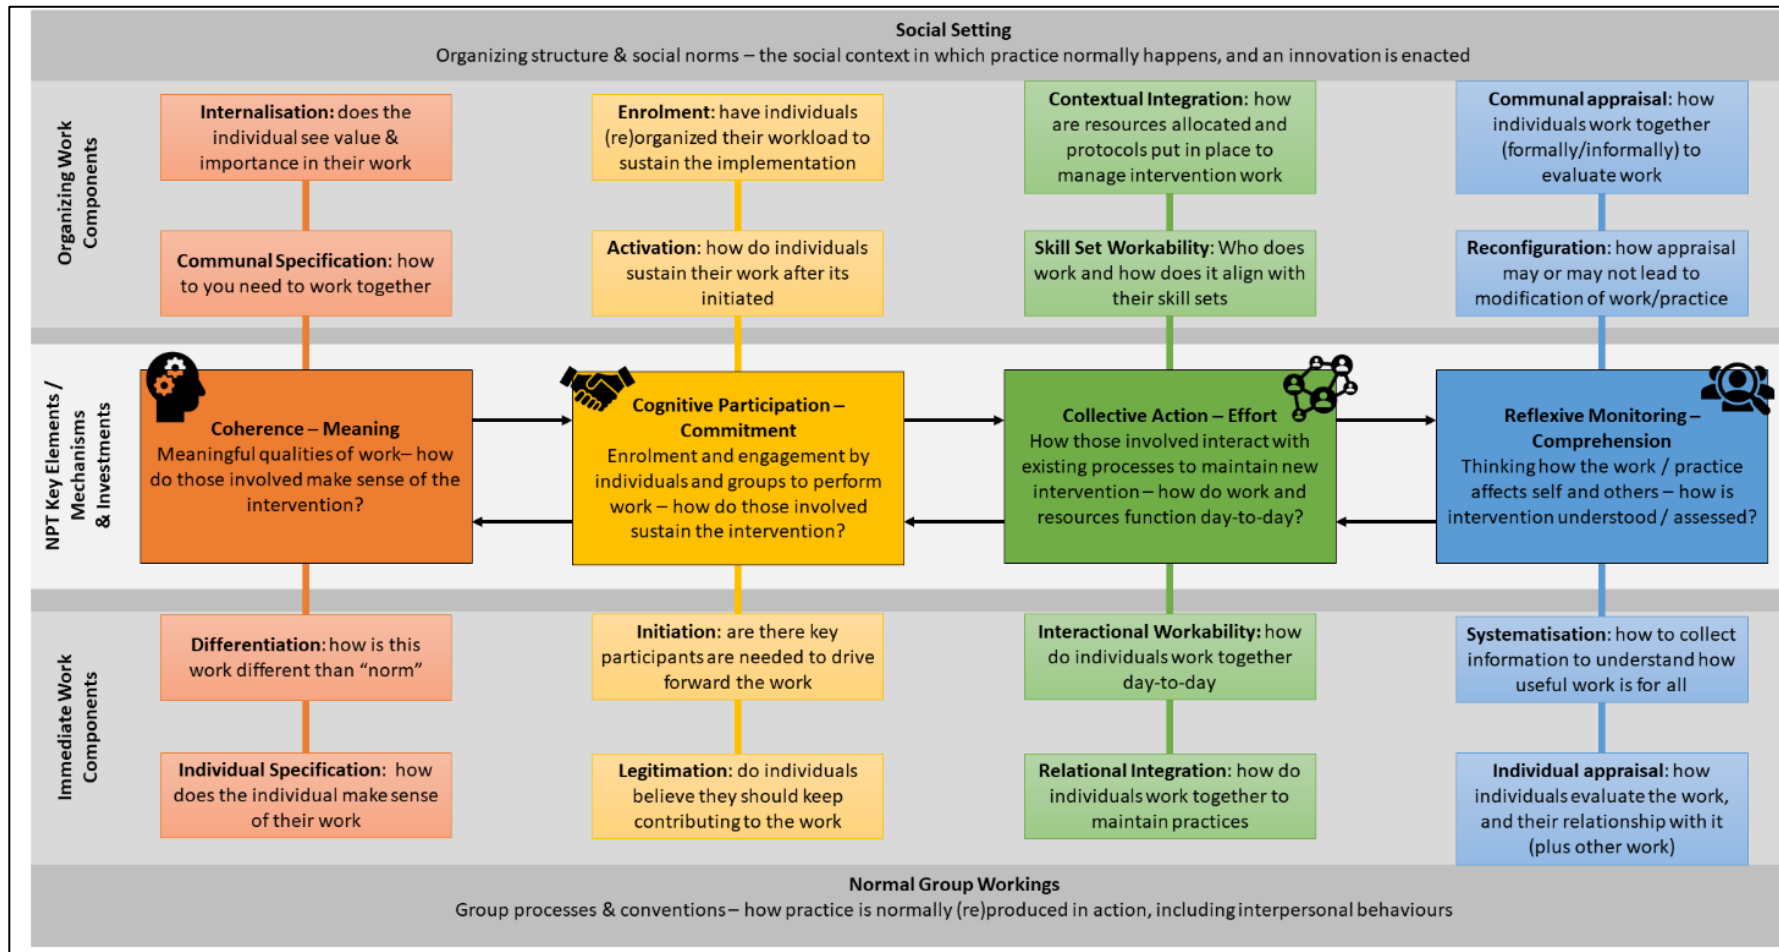 Social Setting
Organizing structure & social norms – the social context in which practice normally happens, and an innovation is enacted
Organizing Work
Components
Internalisation: does the
individual see value &
importance in their work
Enrolment: have individuals
(re)organized their workload to
sustain the implementation
Contextual Integration: how
are resources allocated and
protocols put in place to
manage intervention work
Communal appraisal: how
individuals work together
(formally/informally) to
evaluate work
Communal Specification: how
to you need to work together
Activation: how do individuals
sustain their work after its
initiated
Skill Set Workability: Who does
work and how does it align with
their skill sets
Reconfiguration: how appraisal
may or may not lead to
modification of work/practice
NPT Key Elements /
Mechanisms
& Investments
Coherence – Meaning
Meaningful qualities of work– how
do those involved make sense of the
intervention?
Cognitive Participation –
Commitment
Enrolment and engagement by
individuals and groups to perform
work – how do those involved
sustain the intervention?
Collective Action – Effort
How those involved interact with
existing processes to maintain new
intervention – how do work and
resources function day-to-day?
Reflexive Monitoring –
Comprehension
Thinking how the work / practice
affects self and others – how is
intervention understood / assessed?
Immediate Work
Components
Differentiation: how is this
work different than “norm”
Initiation: are there key
participants are needed to drive
forward the work
Interactional Workability: how
do individuals work together
day-to-day
Systematisation: how to collect
information to understand how
useful work is for all
Individual Specification: how
does the individual make sense
of their work
Legitimation: do individuals
believe they should keep
contributing to the work
Relational Integration: how do
individuals work together to
maintain practices
Individual appraisal: how
individuals evaluate the work,
and their relationship with it
(plus other work)
Normal Group Workings
Group processes & conventions – how practice is normally (re)produced in action, including interpersonal behaviours